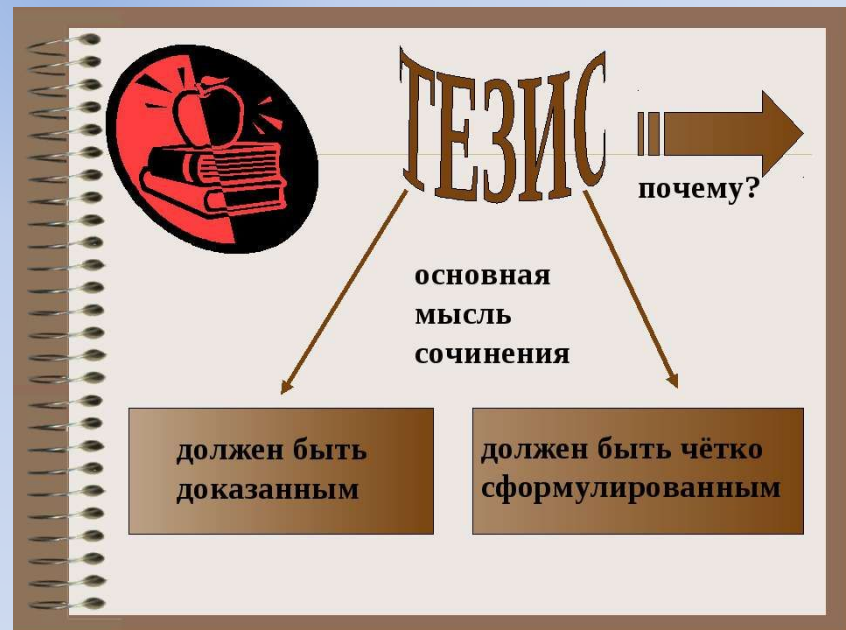 ТЕЗИС
почему?
основная
мысль
сочинения
должен быть
доказанным
должен быть чётко
сформулированным